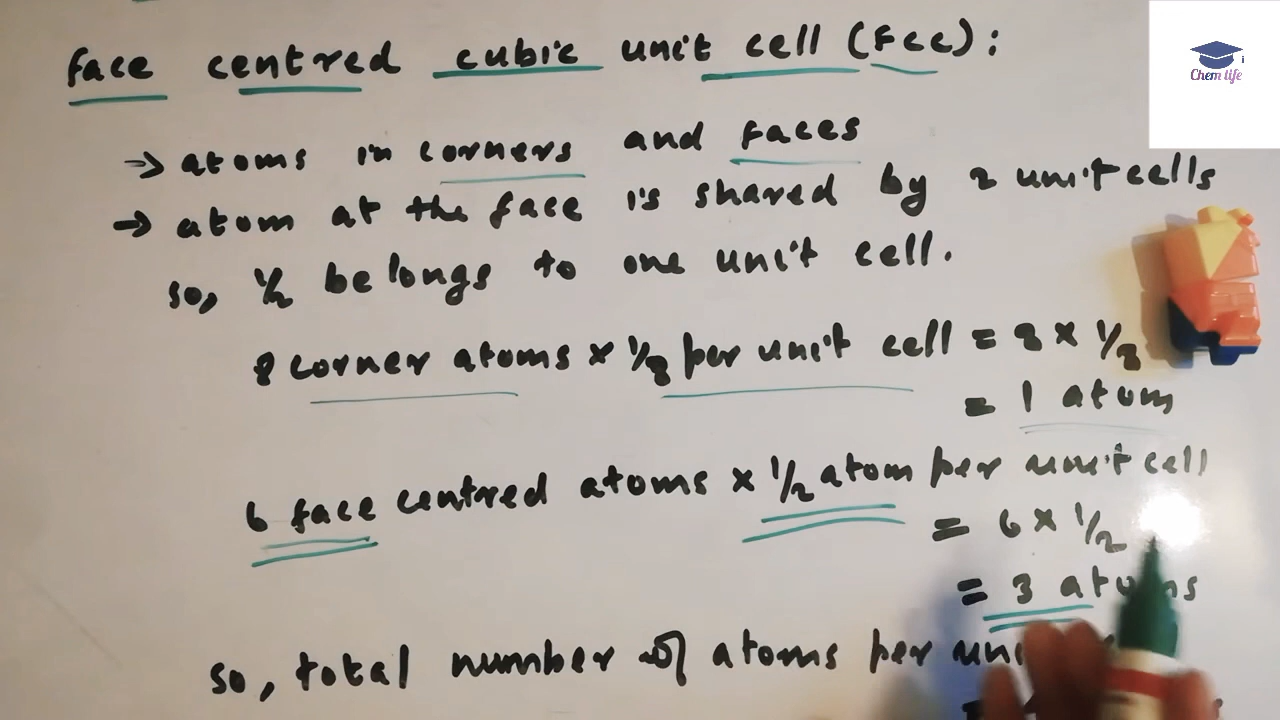 face centred cubic unit cell (Fcc):
Chem life
→ atoms in corners and faces
→ atom at the face is shared by 2 unit cells
so, 1/2 belongs to one unit cell.
8 corner atoms × 1/8 per unit cell = 8 × 1/8
= 1 atom
6 face centred atoms × 1/2 atom per unit cell
= 6 × 1/2
= 3 atoms
so, total number of atoms per